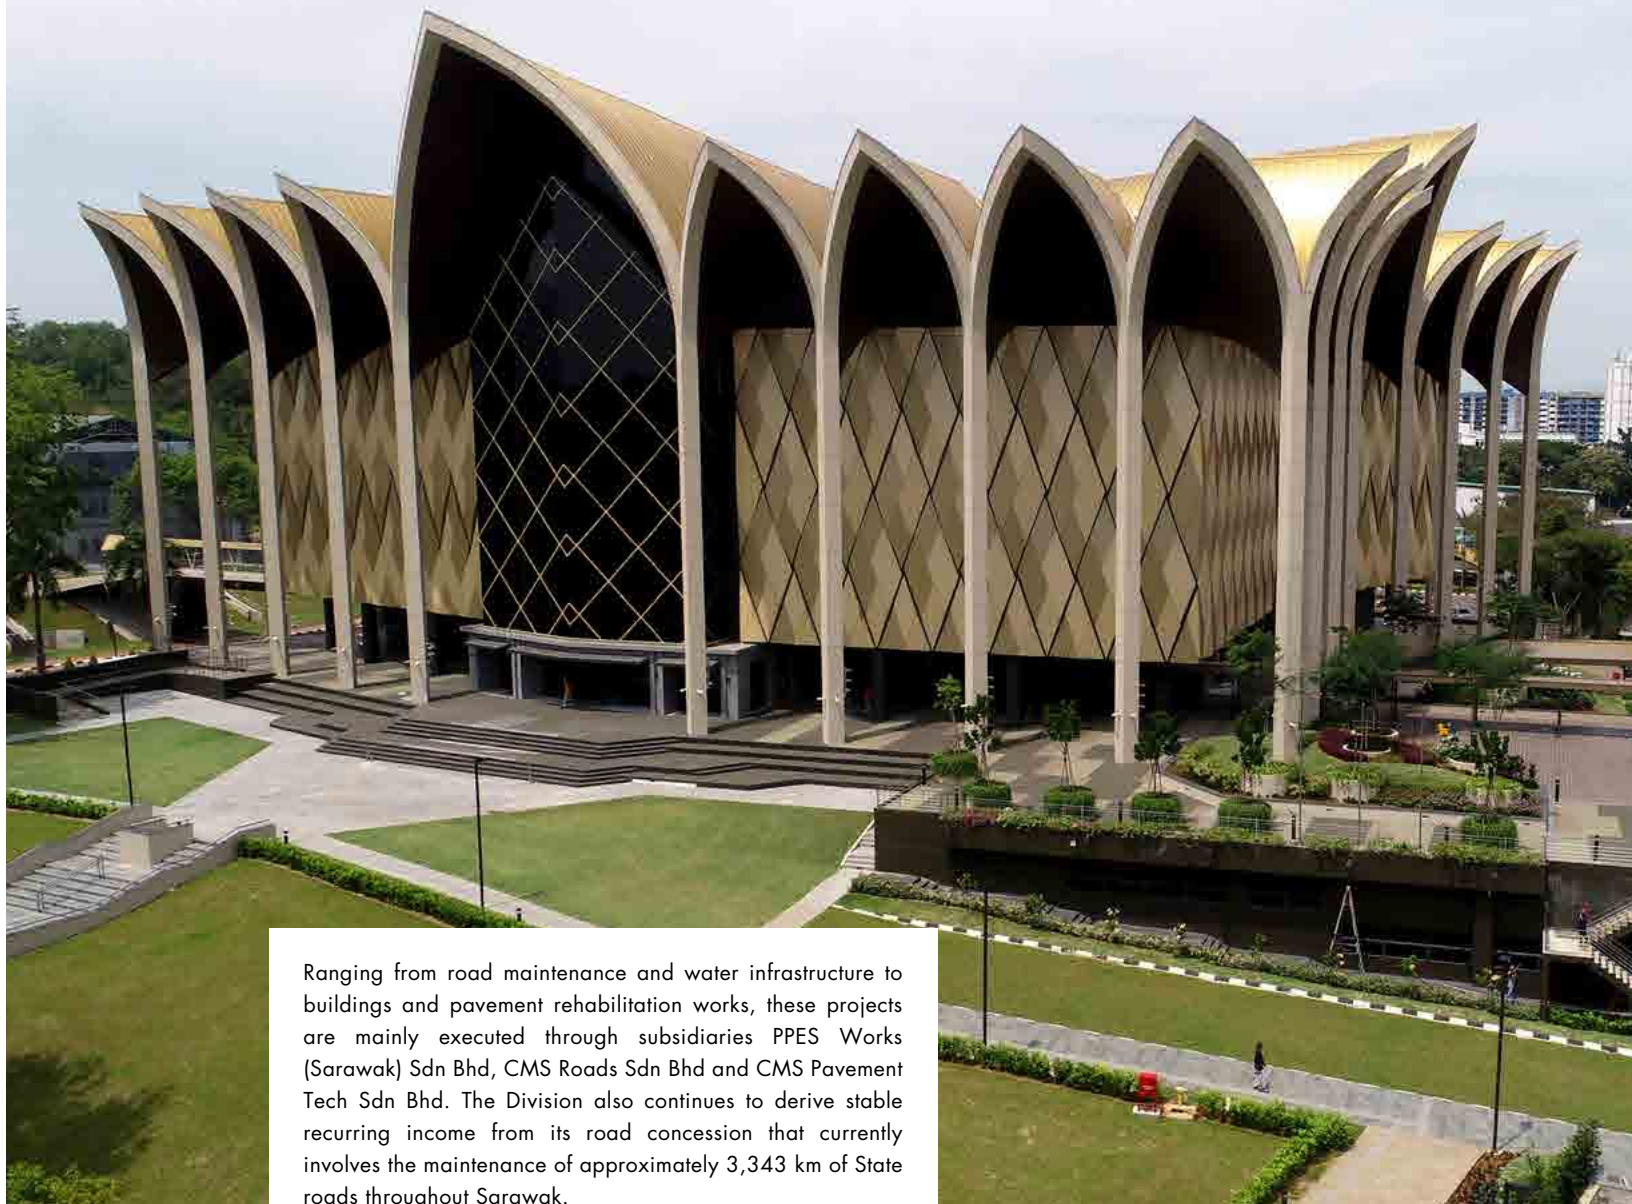 Ranging from road maintenance and water infrastructure to
buildings and pavement rehabilitation works, these projects
are mainly executed through subsidiaries PPES Works
(Sarawak) Sdn Bhd, CMS Roads Sdn Bhd and CMS Pavement
Tech Sdn Bhd. The Division also continues to derive stable
recurring income from its road concession that currently
involves the maintenance of approximately 3,343 km of State
roads throughout Sarawak.